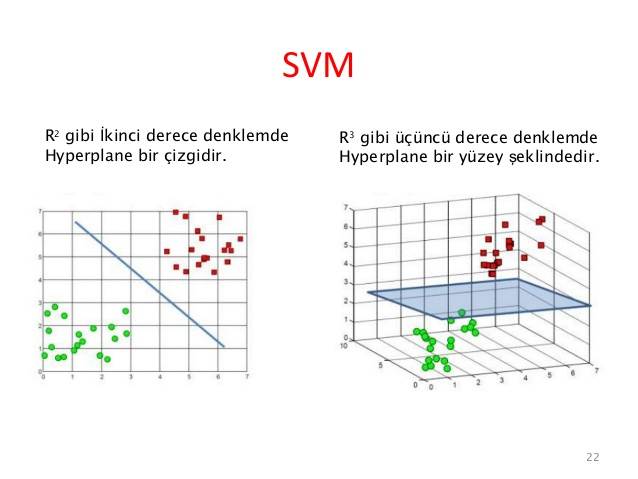 SVM
R² gibi İkinci derece denklemde
Hyperplane bir çizgidir.
R³ gibi üçüncü derece denklemde
Hyperplane bir yüzey şeklindedir.
7
6
5
4
3
2
1
0
0 1 2 3 4 5 6 7
7
6
5
4
3
2
1
0
10
5
0
0 1 2 3 4 5 6 7
22